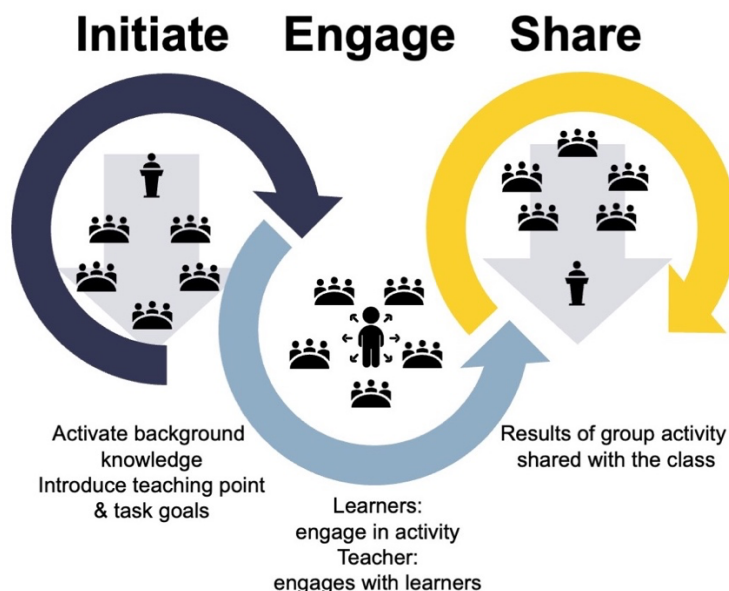 Initiate Engage Share
Activate background
knowledge
Introduce teaching point
& task goals
Learners:
engage in activity
Teacher:
engages with learners
Results of group activity
shared with the class